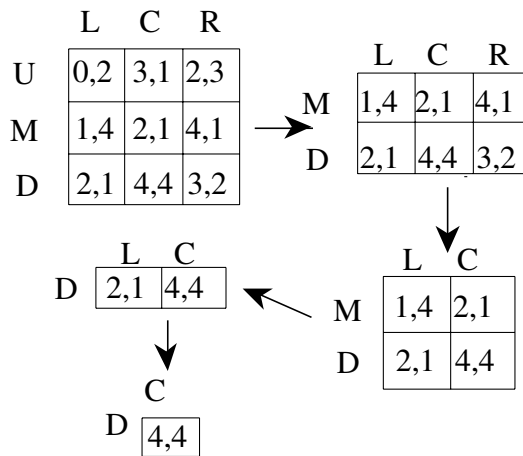 L C R
U 0,2 3,1 2,3
M 1,4 2,1 4,1
D 2,1 4,4 3,2
L C R
M 1,4 2,1 4,1
D 2,1 4,4 3,2
L C
M 1,4 2,1
D 2,1 4,4
L C
D 2,1 4,4
C
D 4,4